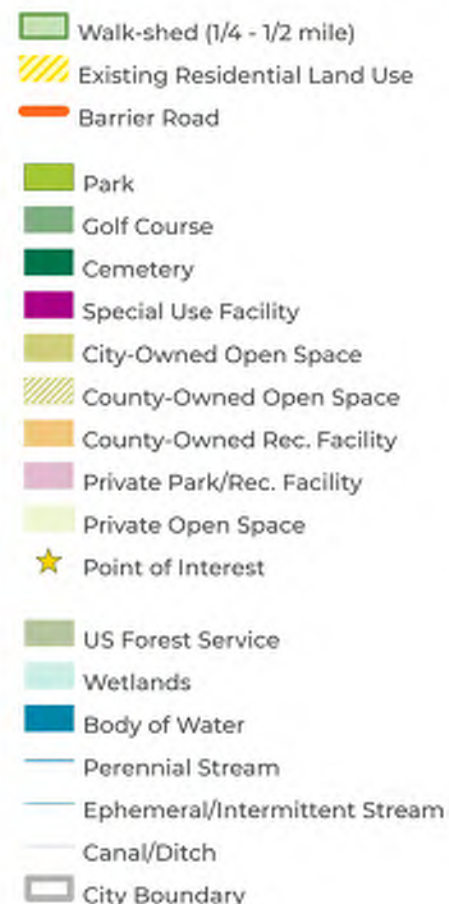 Walk-shed (1/4 - 1/2 mile)
Existing Residential Land Use
Barrier Road
Park
Golf Course
Cemetery
Special Use Facility
City-Owned Open Space
County-Owned Open Space
County-Owned Rec. Facility
Private Park/Rec. Facility
Private Open Space
Point of Interest
US Forest Service
Wetlands
Body of Water
Perennial Stream
Ephemeral/Intermittent Stream
Canal/Ditch
City Boundary